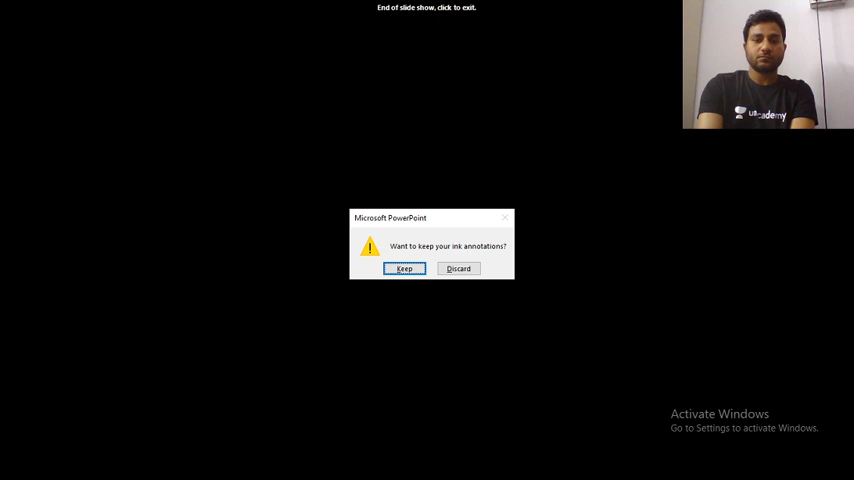 End of slide show, click to exit.
unacademy
Microsoft PowerPoint
Want to keep your ink annotations?
Keep
Discard
Activate Windows
Go to Settings to activate Windows.